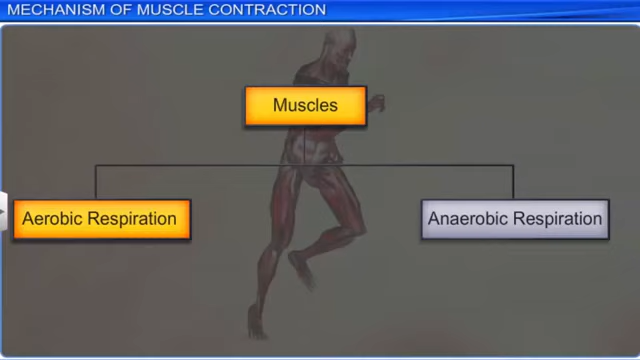 MECHANISM OF MUSCLE CONTRACTION
Muscles
Aerobic Respiration
Anaerobic Respiration